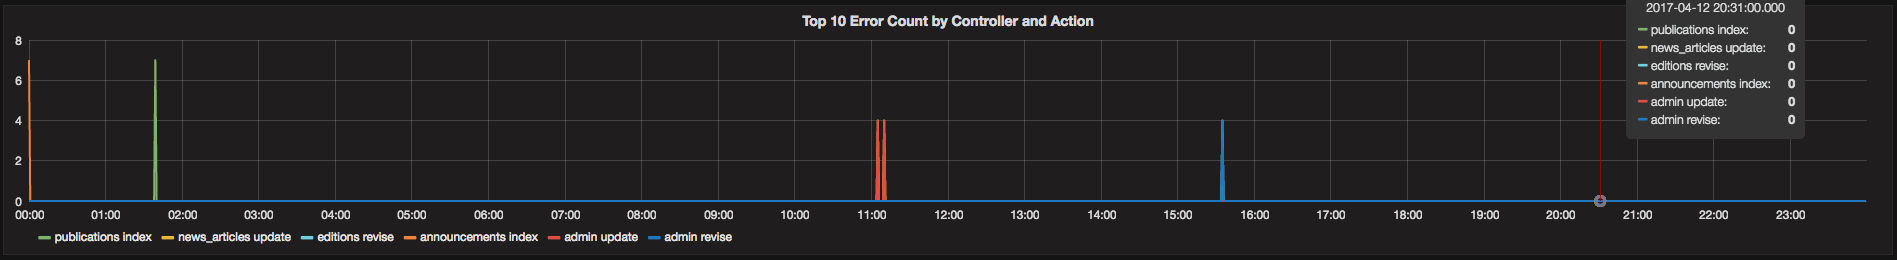 Top 10 Error Count by Controller and Action
2017-04-12 20:31:00.000
publications index: 0
news_articles update: 0
editions revise: 0
announcements index: 0
admin update: 0
admin revise: 0
8
6
4
2
0
00:00 01:00 02:00 03:00 04:00 05:00 06:00 07:00 08:00 09:00 10:00 11:00 12:00 13:00 14:00 15:00 16:00 17:00 18:00 19:00 20:00 21:00 22:00 23:00
publications index news_articles update editions revise announcements index admin update admin revise